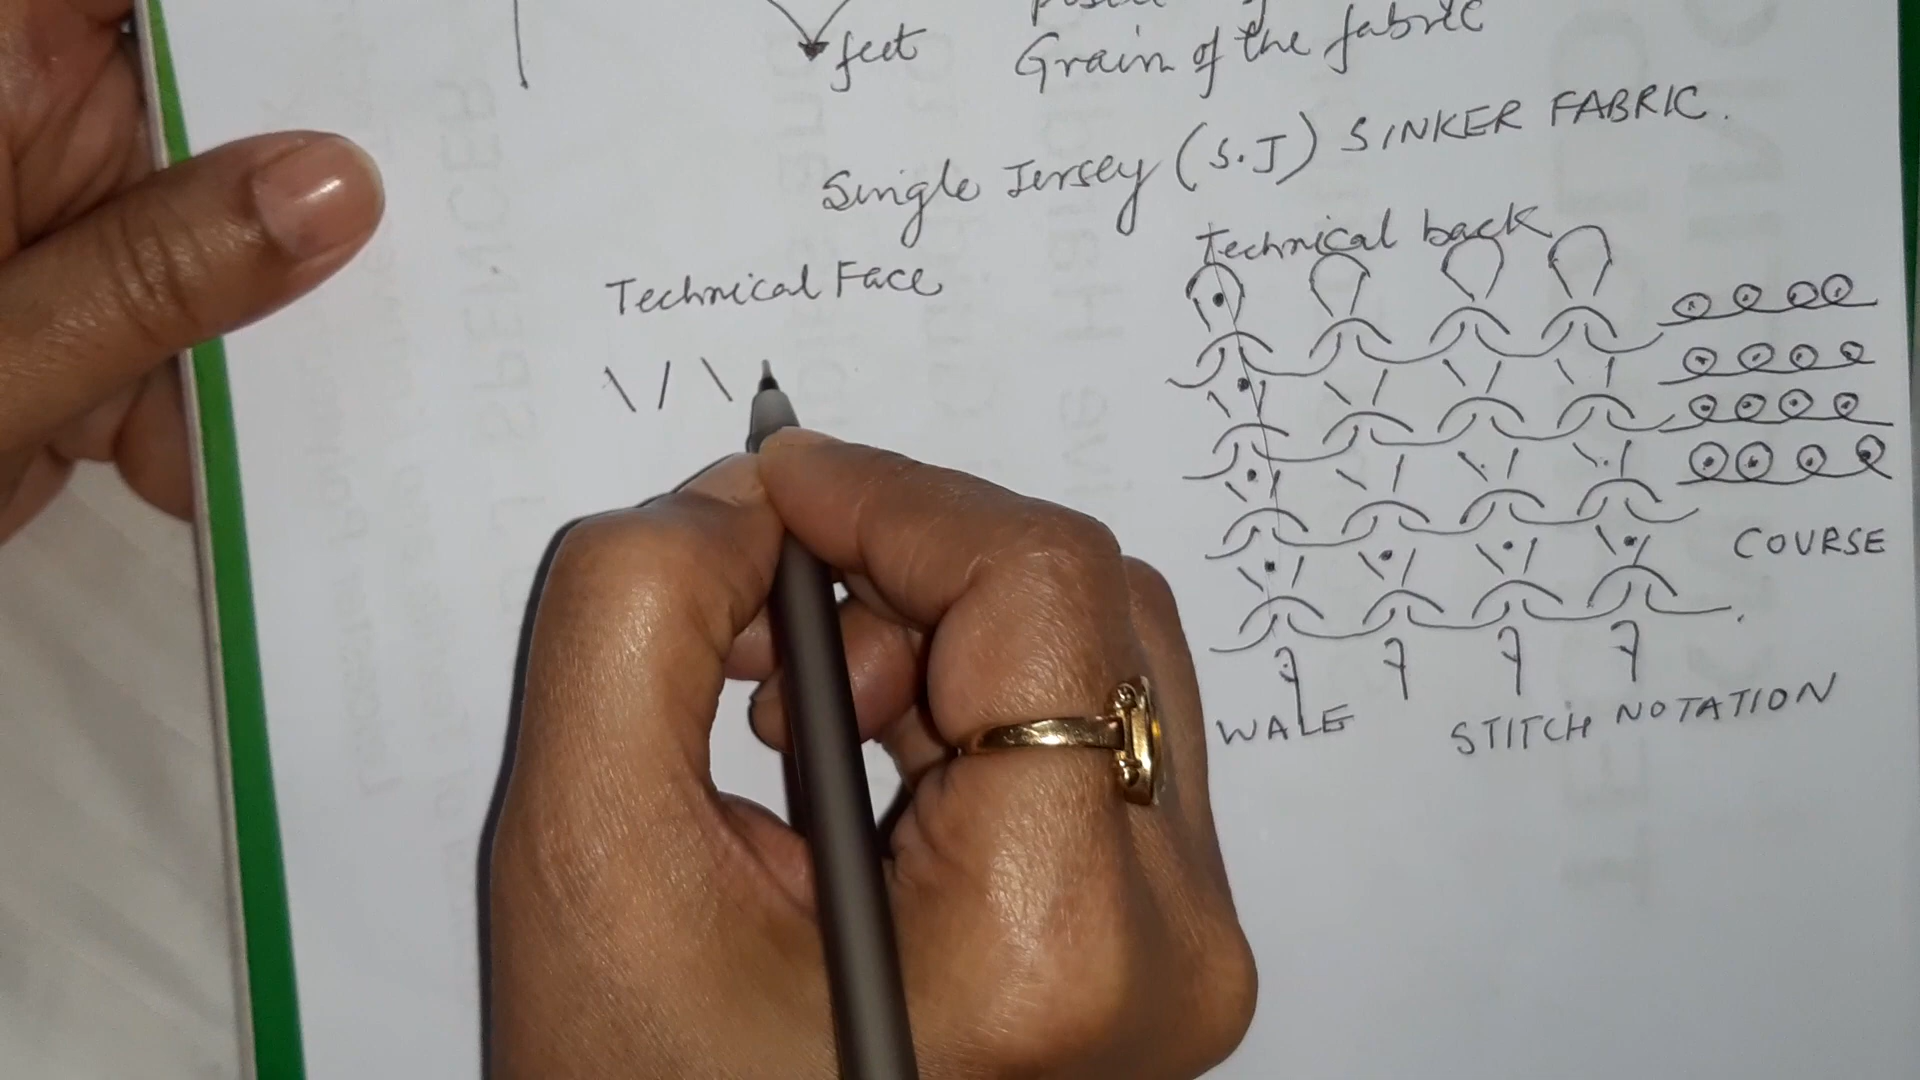 feet
Grain of the fabric
Single Jersey (S.J) SINKER FABRIC.
Technical back
Technical Face
COURSE
WALE
STITCH NOTATION